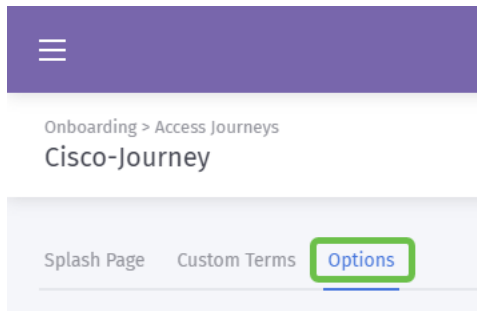 Onboarding > Access Journeys
Cisco-Journey
Splash Page Custom Terms Options